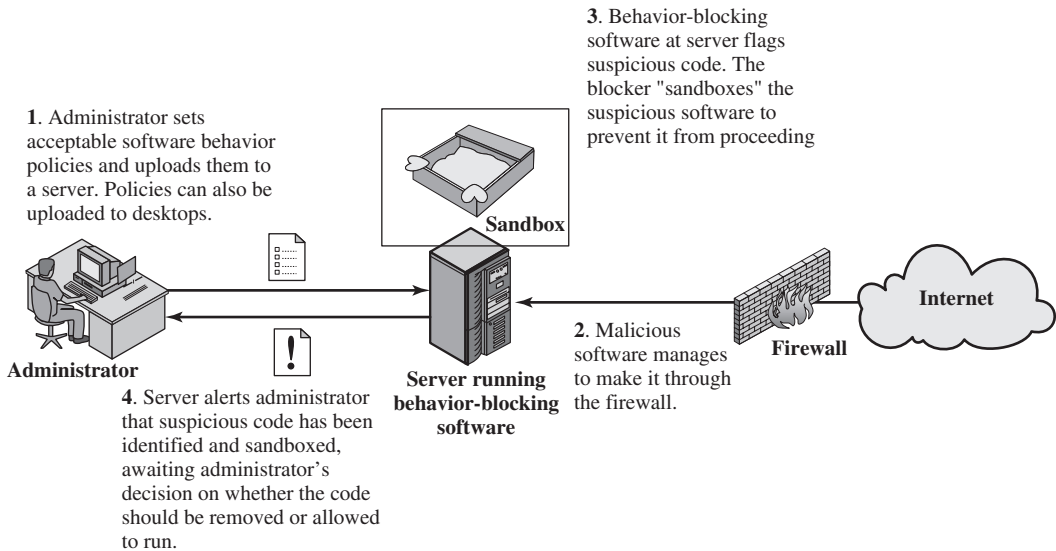 3. Behavior-blocking
software at server flags
suspicious code. The
blocker "sandboxes" the
suspicious software to
prevent it from proceeding
1. Administrator sets
acceptable software behavior
policies and uploads them to
a server. Policies can also be
uploaded to desktops.
Sandbox
Administrator
Server running
behavior-blocking
software
2. Malicious
software manages
to make it through
the firewall.
Firewall
Internet
4. Server alerts administrator
that suspicious code has been
identified and sandboxed,
awaiting administrator’s
decision on whether the code
should be removed or allowed
to run.